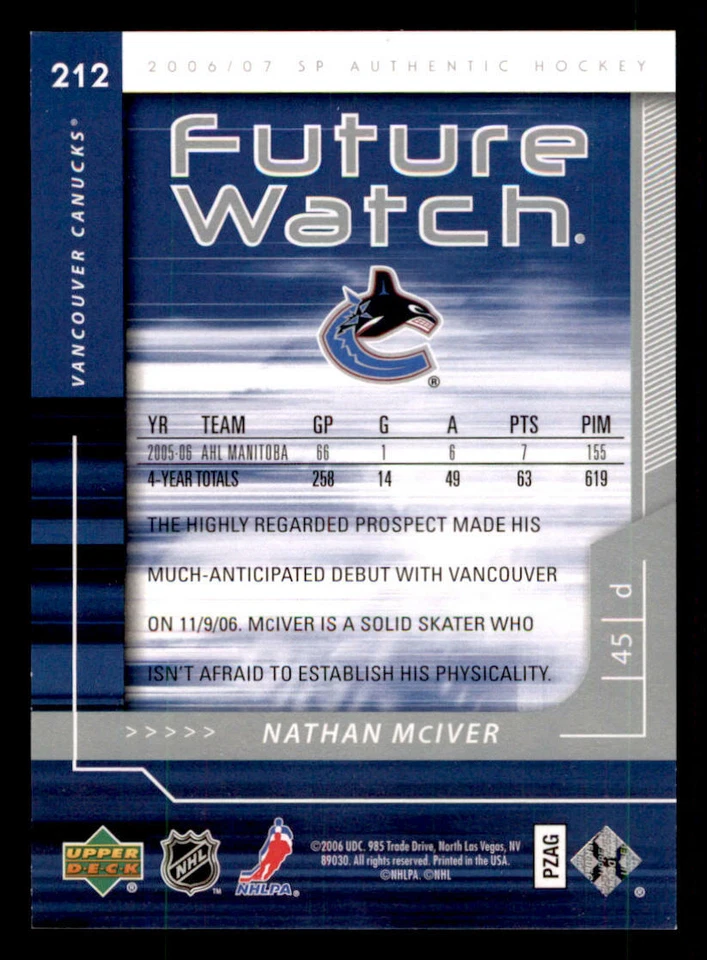 212
2006/07 SP AUTHENTIC HOCKEY
VANCOUVER CANUCKS®
Future
Watch.
®
YR TEAM GP G A PTS PIM
2005-06 AHL MANITOBA 66 1 6 7 155
4-YEAR TOTALS 258 14 49 63 619
THE HIGHLY REGARDED PROSPECT MADE HIS
MUCH-ANTICIPATED DEBUT WITH VANCOUVER
ON 11/9/06. McIVER IS A SOLID SKATER WHO
ISN'T AFRAID TO ESTABLISH HIS PHYSICALITY.
45 d
>>>>> NATHAN McIVER
UPPER
DECK
®
NHL
™
NHLPA®
©2006 UDC. 985 Trade Drive, North Las Vegas, NV
89030. All rights reserved. Printed in the USA.
©NHLPA. ©NHL
PZAG
®